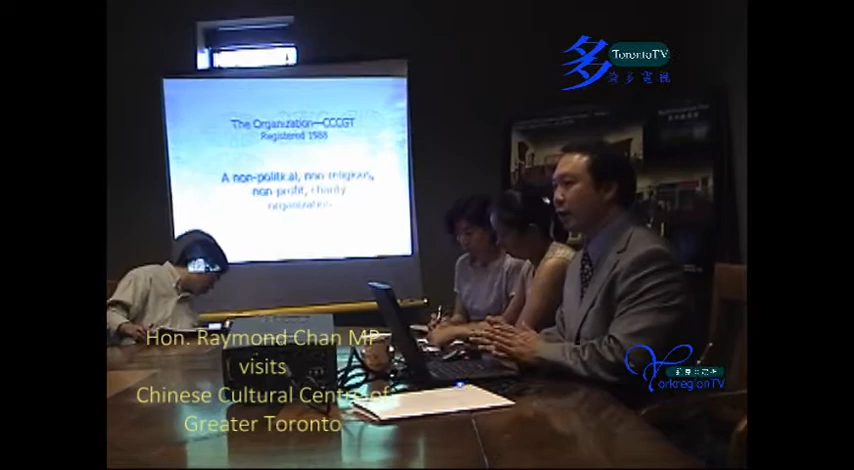 多
TorontoTV
The Organization—CCCGT
Registered 1988
A non-political, non religious,
non-profit, charity
organization
Hon. Raymond Chan MP
visits
Chinese Cultural Centre of
Greater Toronto
YorkregionTV